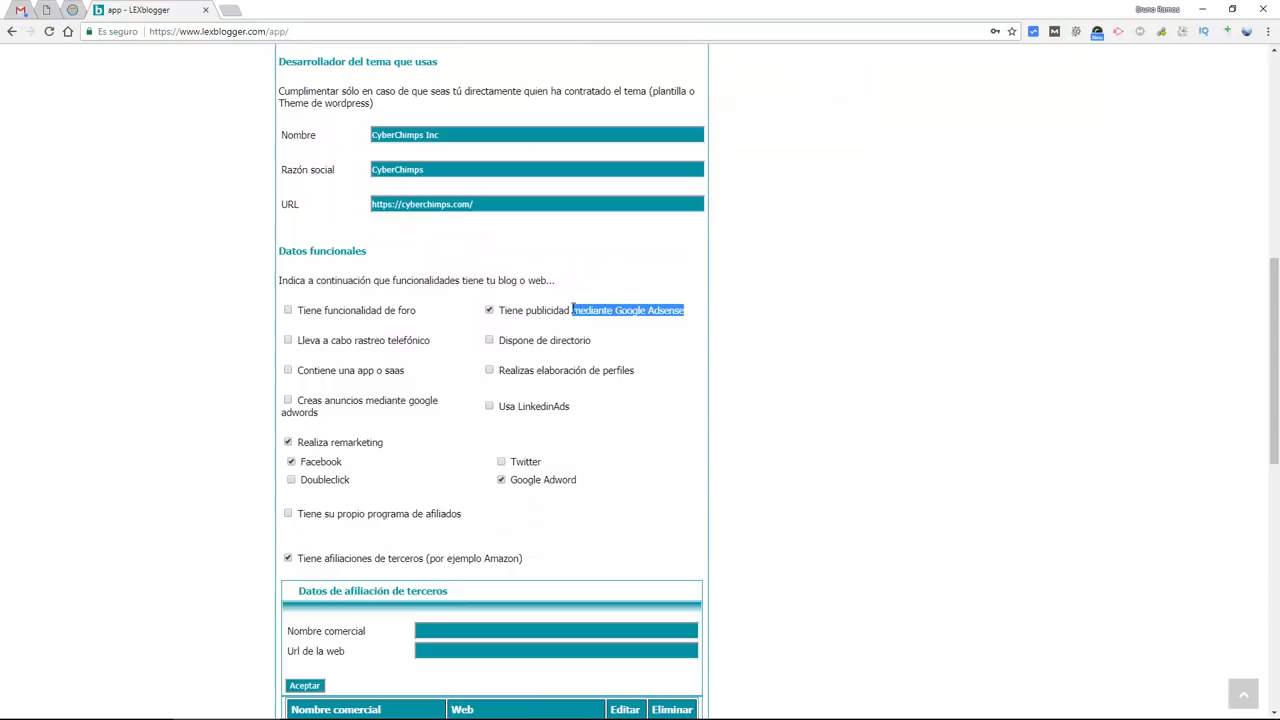 app - LEXblogger
Bruno Ramos
Es seguro
https://www.lexblogger.com/app/
Desarrollador del tema que usas
Cumplimentar sólo en caso de que seas tú directamente quien ha contratado el tema (plantilla o
Theme de wordpress)
Nombre
CyberChimps Inc
Razón social
CyberChimps
URL
https://cyberchimps.com/
Datos funcionales
Indica a continuación que funcionalidades tiene tu blog o web...
Tiene funcionalidad de foro
Tiene publicidad mediante Google Adsense
Lleva a cabo rastreo telefónico
Dispone de directorio
Contiene una app o saas
Realizas elaboración de perfiles
Creas anuncios mediante google
adwords
Usa LinkedinAds
Realiza remarketing
Facebook
Twitter
Doubleclick
Google Adword
Tiene su propio programa de afiliados
Tiene afiliaciones de terceros (por ejemplo Amazon)
Datos de afiliación de terceros
Nombre comercial
Url de la web
Aceptar
Nombre comercial
Web
Editar
Eliminar